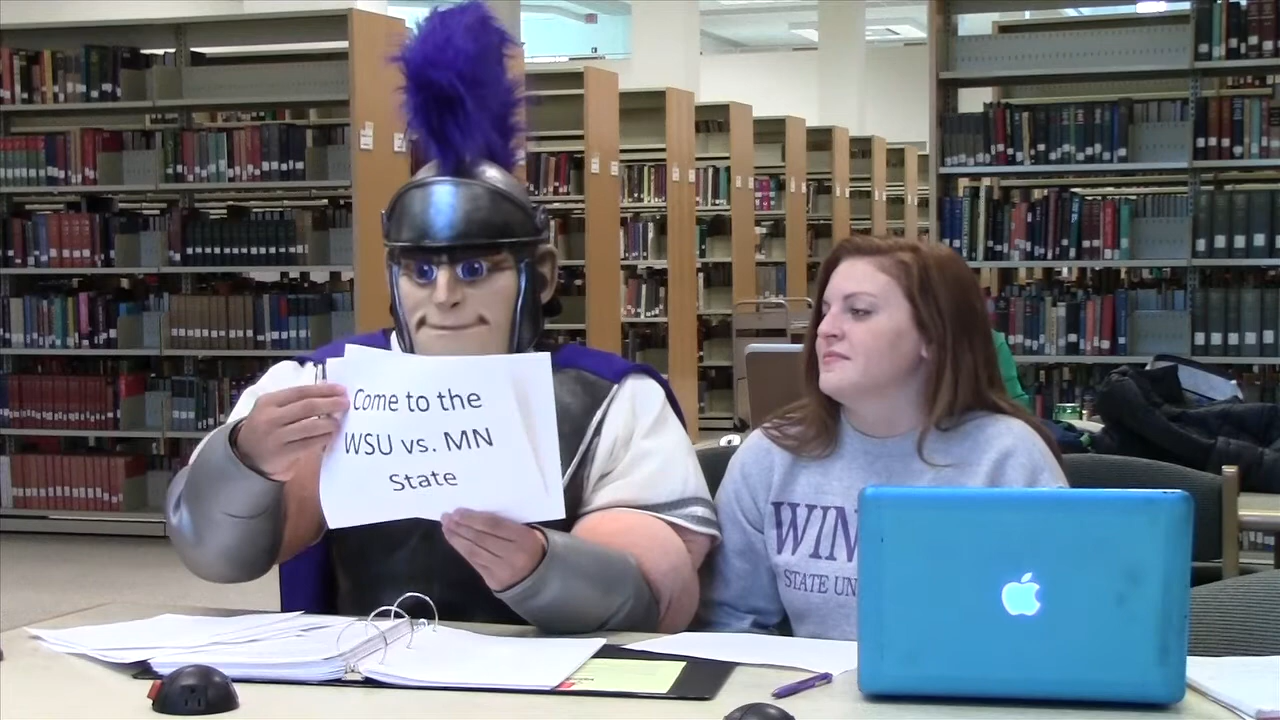 Come to the
WSU vs. MN
State
WIN
STATE UN